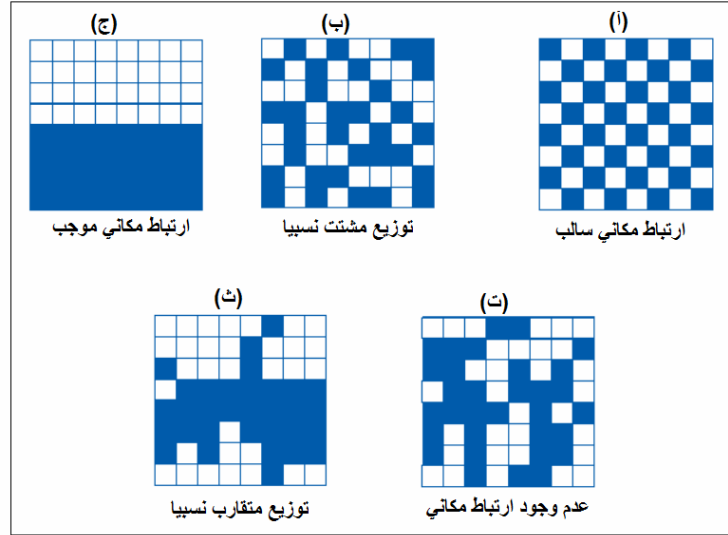 (أ)
ارتباط مكاني سالب
(ب)
توزيع مشتت نسبيا
(ج)
ارتباط مكاني موجب
(ت)
عدم وجود ارتباط مكاني
(ث)
توزيع متقارب نسبيا